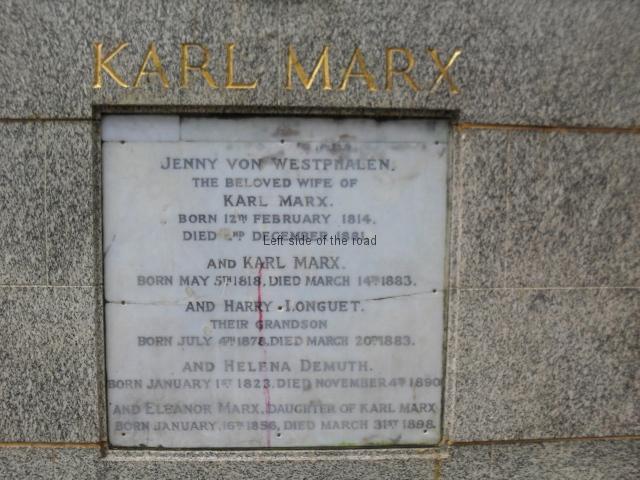 KARL MARX
JENNY VON WESTPHALEN,
THE BELOVED WIFE OF
KARL MARX.
BORN 12TH FEBRUARY 1814.
DIED 2ND DECEMBER 1881.
Left side of the road
AND KARL MARX.
BORN MAY 5TH 1818, DIED MARCH 14TH 1883.
AND HARRY LONGUET.
THEIR GRANDSON
BORN JULY 4TH 1878, DIED MARCH 20TH 1883.
AND HELENA DEMUTH.
BORN JANUARY 1ST 1823, DIED NOVEMBER 4TH 1890
AND ELEANOR MARX, DAUGHTER OF KARL MARX
BORN JANUARY, 16TH 1856, DIED MARCH 31ST 1898.